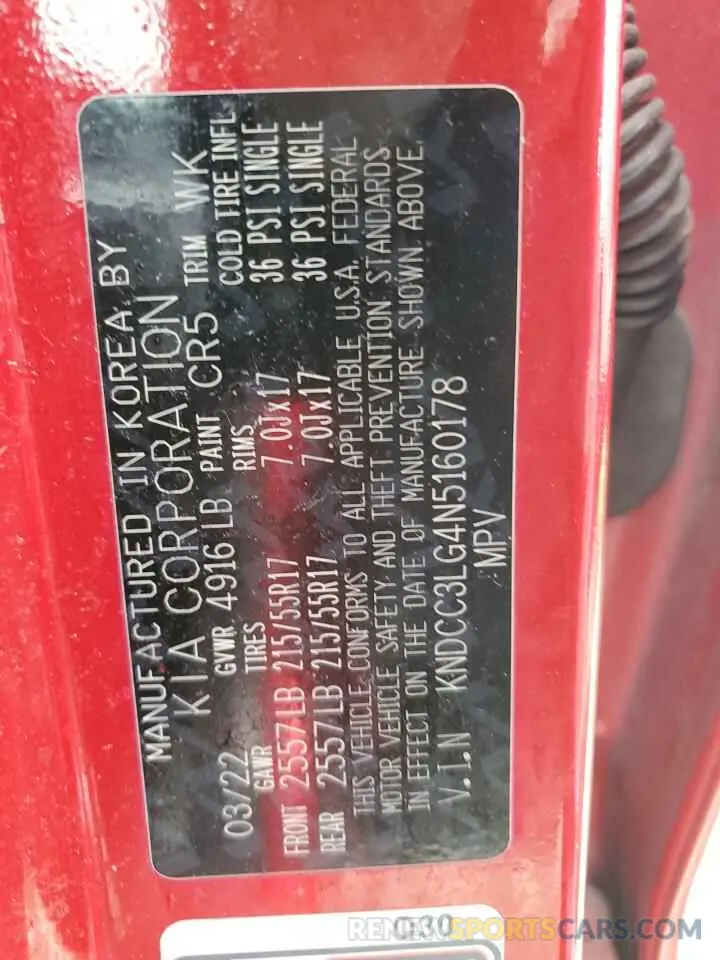 MANUFACTURED IN KOREA BY
KIA CORPORATION
03/22 GVWR 4916 LB PAINT CR5 TRIM WK
GAWR TIRES RIMS COLD TIRE INFL
FRONT 2557LB 215/55R17 7.0Jx17 36 PSI SINGLE
REAR 2557LB 215/55R17 7.0Jx17 36 PSI SINGLE
THIS VEHICLE CONFORMS TO ALL APPLICABLE U.S.A. FEDERAL
MOTOR VEHICLE SAFETY AND THEFT PREVENTION STANDARDS
IN EFFECT ON THE DATE OF MANUFACTURE SHOWN ABOVE.
V.I.N KNDCC3LG4N5160178
MPV
RENEWSPORTSCARS.COM